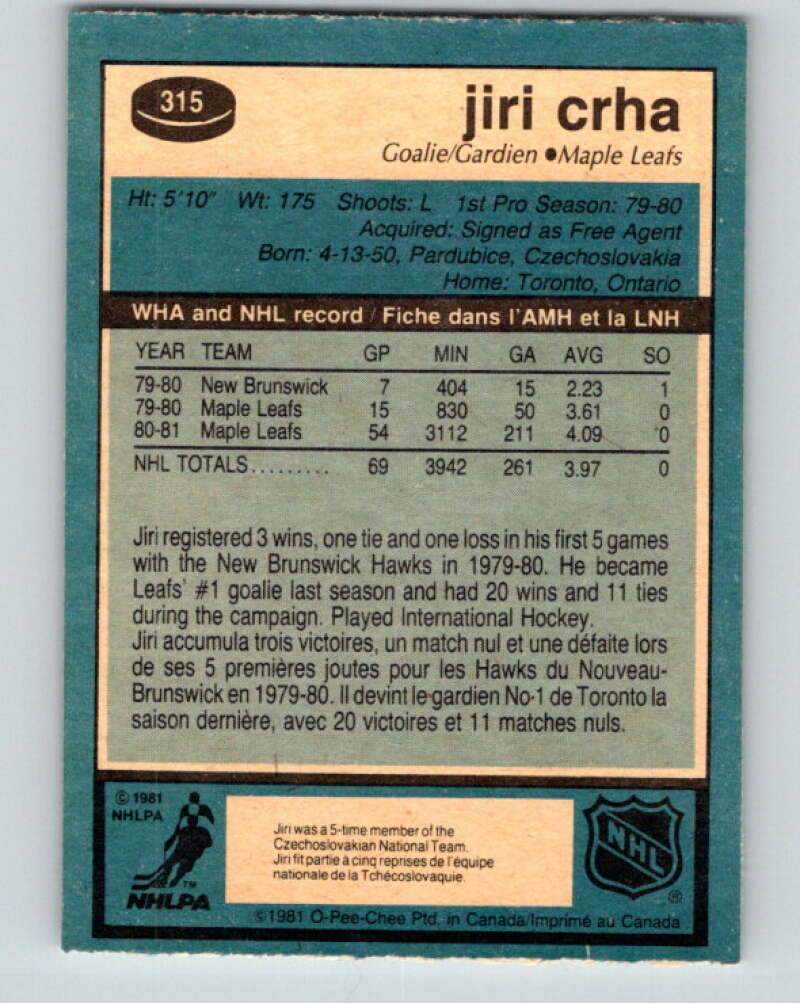 315
jiri crha
Goalie/Gardien ●Maple Leafs
Ht: 5'10" Wt: 175 Shoots: L 1st Pro Season: 79-80
Acquired: Signed as Free Agent
Born: 4-13-50, Pardubice, Czechoslovakia
Home: Toronto, Ontario
WHA and NHL record / Fiche dans l'AMH et la LNH
YEAR TEAM GP MIN GA AVG SO
79-80 New Brunswick 7 404 15 2.23 1
79-80 Maple Leafs 15 830 50 3.61 0
80-81 Maple Leafs 54 3112 211 4.09 0
NHL TOTALS......... 69 3942 261 3.97 0
Jiri registered 3 wins, one tie and one loss in his first 5 games
with the New Brunswick Hawks in 1979-80. He became
Leafs' #1 goalie last season and had 20 wins and 11 ties
during the campaign. Played International Hockey.
Jiri accumula trois victoires, un match nul et une défaite lors
de ses 5 premières joutes pour les Hawks du Nouveau-
Brunswick en 1979-80. Il devint le gardien No·1 de Toronto la
saison dernière, avec 20 victoires et 11 matches nuls.
© 1981
NHLPA
Jiri was a 5-time member of the
Czechoslovakian National Team.
Jiri fit partie à cinq reprises de l'équipe
nationale de la Tchécoslovaquie.
NHL
®
TM
NHLPA
©1981 O-Pee-Chee Ptd. in Canada/Imprimé au Canada